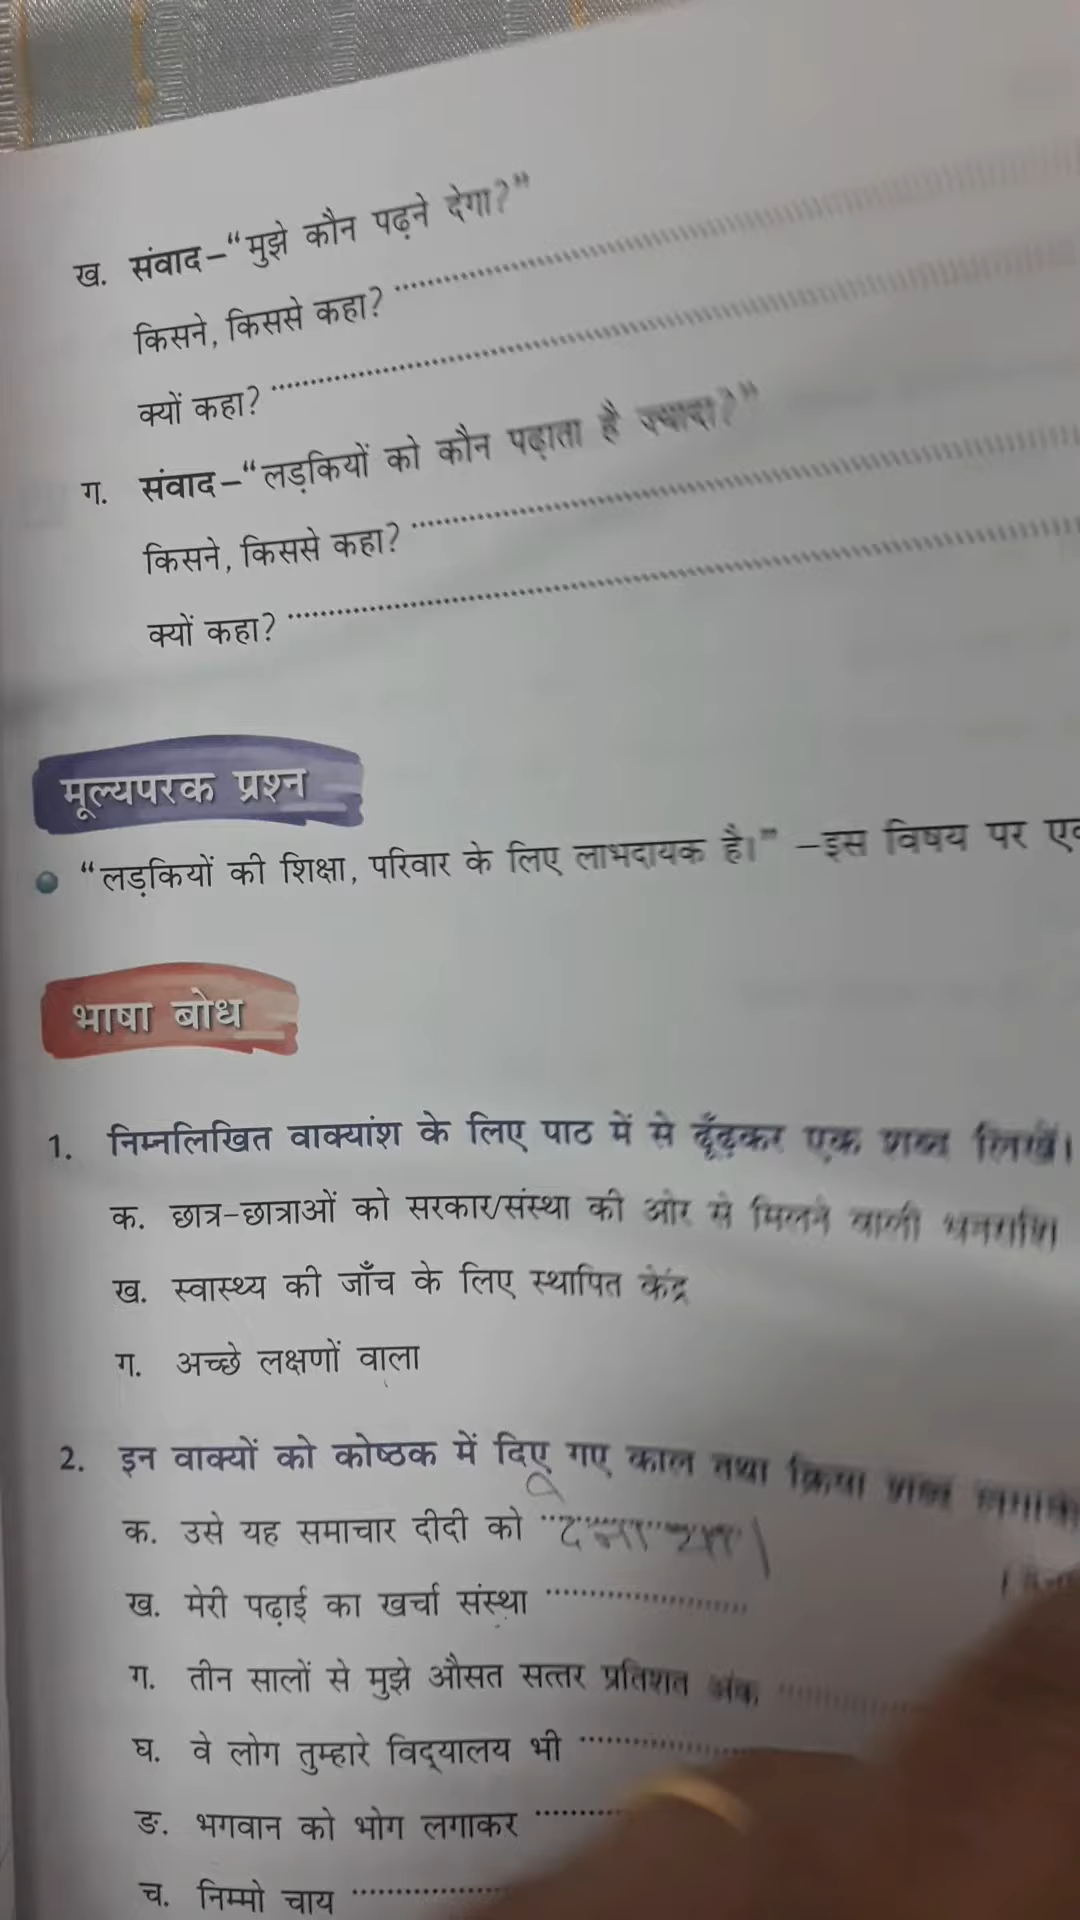 ख. संवाद–“मुझे कौन पढ़ने देगा?”
किसने, किससे कहा?
क्यों कहा?
ग. संवाद–“लड़कियों को कौन पढ़ाता है ज्यादा?”
किसने, किससे कहा?
क्यों कहा?
मूल्यपरक प्रश्न
“लड़कियों की शिक्षा, परिवार के लिए लाभदायक है।” –इस विषय पर
भाषा बोध
1. निम्नलिखित वाक्यांश के लिए पाठ में से ढूँढ़कर एक शब्द लिखें।
क. छात्र-छात्राओं को सरकार/संस्था की ओर से मिलने वाली धनराशि
ख. स्वास्थ्य की जाँच के लिए स्थापित केंद्र
ग. अच्छे लक्षणों वाला
2. इन वाक्यों को कोष्ठक में दिए गए काल तथा क्रिया शब्द
क. उसे यह समाचार दीदी को
ख. मेरी पढ़ाई का खर्चा संस्था
ग. तीन सालों से मुझे औसत सत्तर प्रतिशत अंक
घ. वे लोग तुम्हारे विद्यालय भी
ङ. भगवान को भोग लगाकर
च. निम्मो चाय